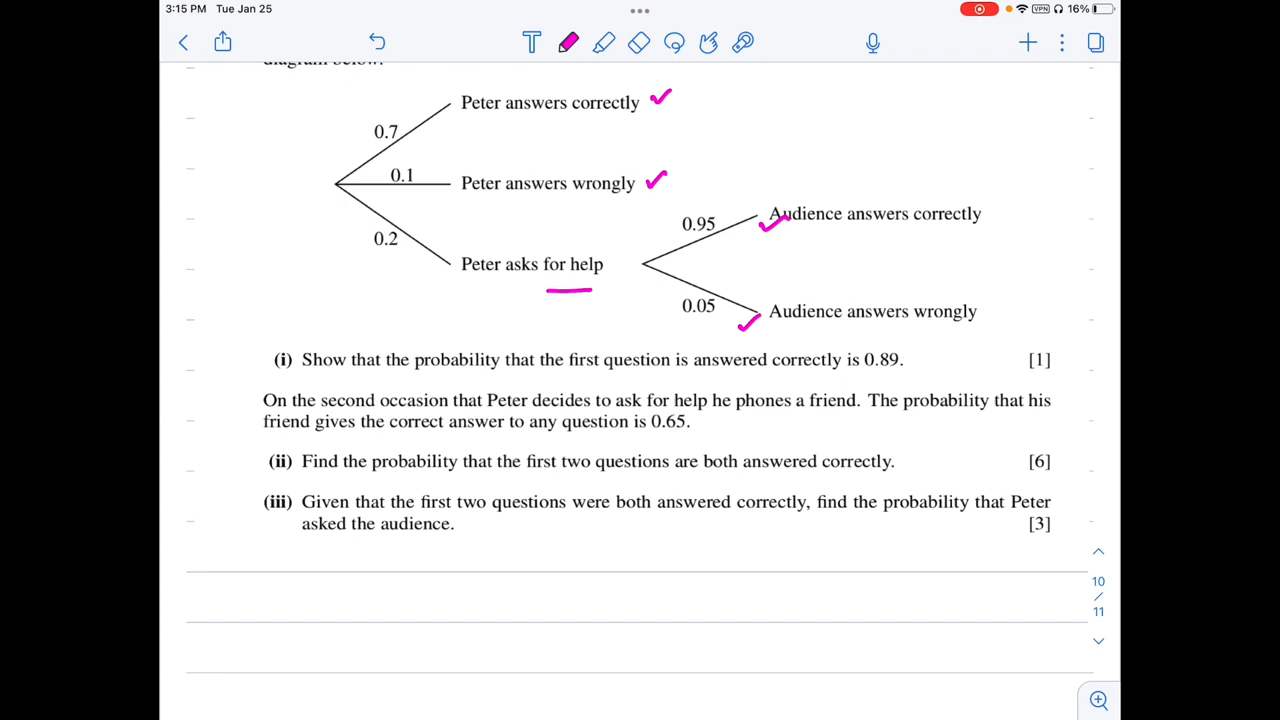 3:15 PM Tue Jan 25
VPN 16%
diagram below.
Peter answers correctly
0.7
0.1
Peter answers wrongly
0.95
Audience answers correctly
0.2
Peter asks for help
0.05
Audience answers wrongly
(i) Show that the probability that the first question is answered correctly is 0.89. [1]
On the second occasion that Peter decides to ask for help he phones a friend. The probability that his
friend gives the correct answer to any question is 0.65.
(ii) Find the probability that the first two questions are both answered correctly. [6]
(iii) Given that the first two questions were both answered correctly, find the probability that Peter
asked the audience. [3]
10
/
11